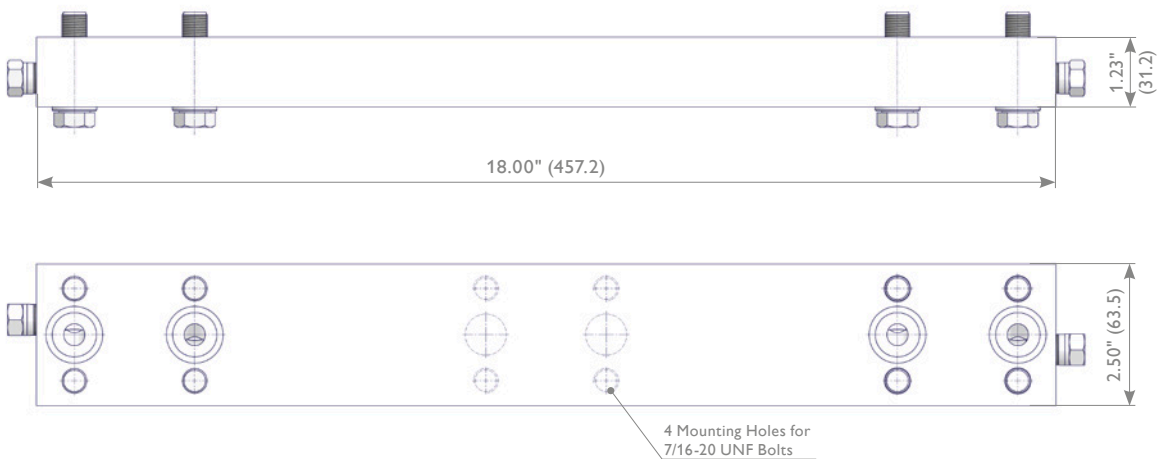 1.23"
(31.2)
18.00" (457.2)
2.50" (63.5)
4 Mounting Holes for
7/16-20 UNF Bolts